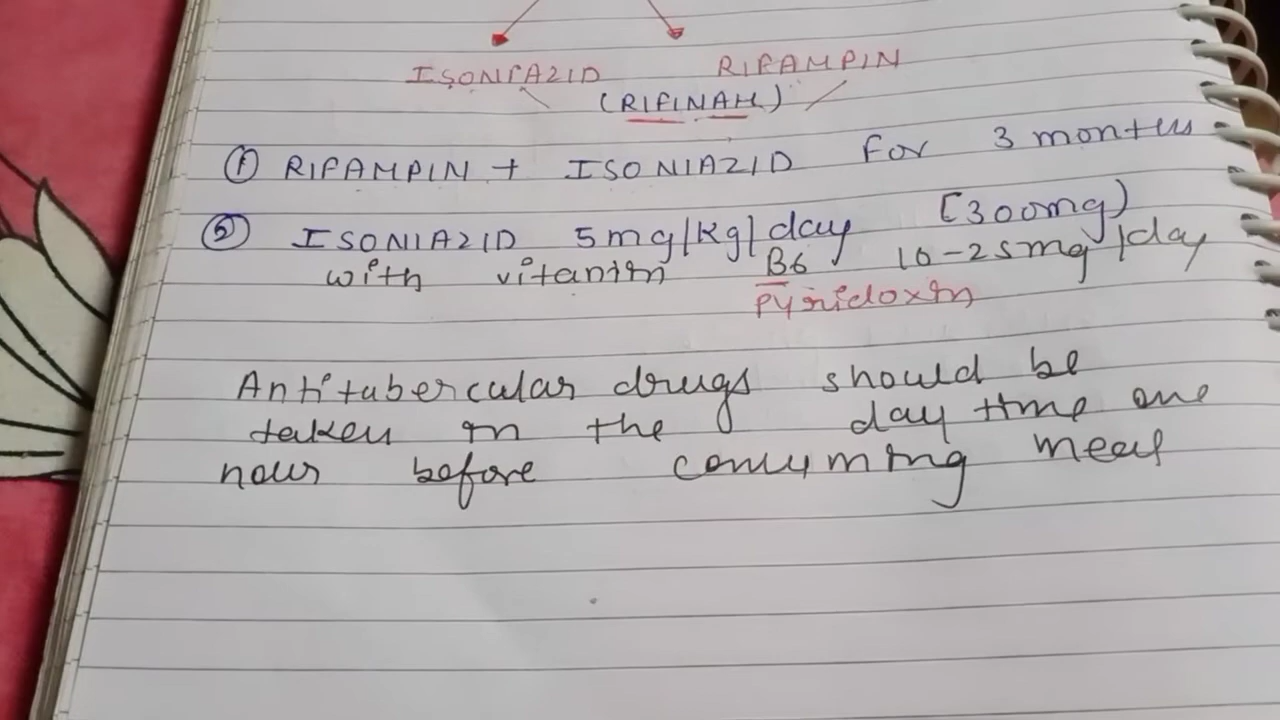 ISONIAZID RIFAMPIN
(RIFINAH)
① RIFAMPIN + ISONIAZID For 3 months
② ISONIAZID 5mg/kg/day [300mg)
with vitamin B6 10-25mg/day
Pyridoxin
Antitubercular drugs should be
taken in the day time one
hour before consuming meal